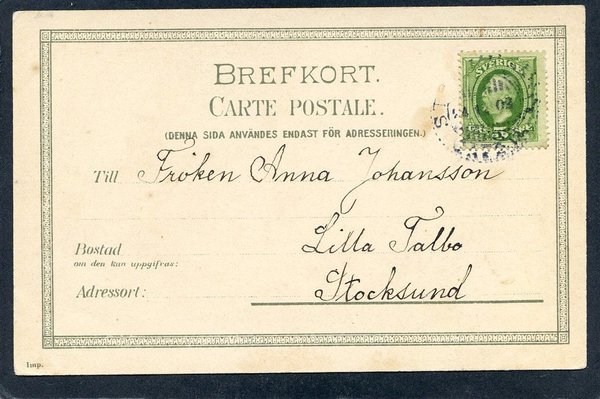 BREFKORT.
CARTE POSTALE.
(DENNA SIDA ANVÄNDES ENDAST FÖR ADRESSERINGEN.)
SVERIGE
Till Fröken Anna Johansson
Bostad Lilla Talbo
om den kan uppgifvas:
Adressort: Stocksund
Imp.